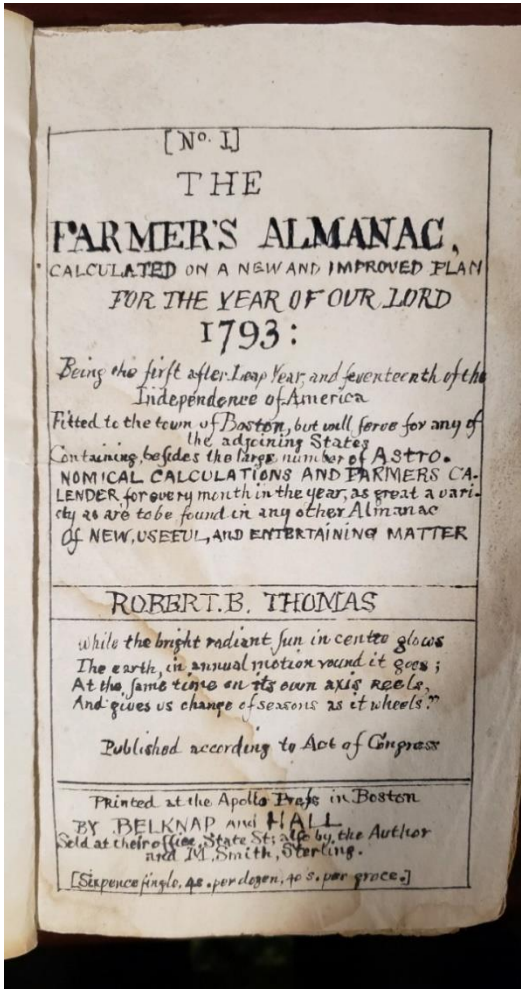 [No. I]
THE
FARMER'S ALMANAC,
CALCULATED ON A NEW AND IMPROVED PLAN
FOR THE YEAR OF OUR LORD
1793:
Being the first after Leap Year, and seventeenth of the
Independence of America
Fitted to the town of Boston, but will serve for any of
the adjoining States
Containing, besides the large number of ASTRO-
NOMICAL CALCULATIONS AND FARMERS CA-
LENDER for every month in the year, as great a vari-
ety as are to be found in any other Almanac
Of NEW, USEFUL, AND ENTERTAINING MATTER
ROBERT. B. THOMAS
While the bright radiant sun in centre glows
The earth, in annual motion round it goes;
At the same time on its own axis reels,
And gives us change of seasons as it wheels."
Published according to Act of Congress
Printed at the Apollo Press in Boston
BY BELKNAP and HALL
Sold at their office, State St; also by the Author
and M. Smith, Sterling.
[Sixpence single, 4s. per dozen, 40 s. per groce.]